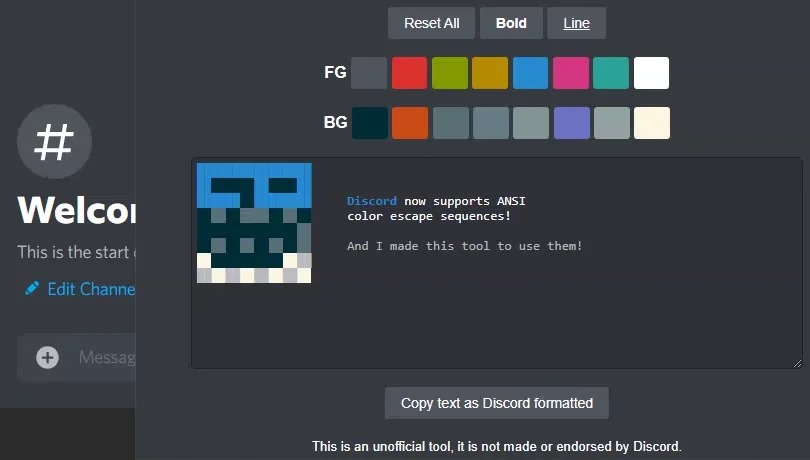 Reset All
Bold
Line
FG
BG
#
Welcor
This is the start
Edit Channe
Messag
Discord now supports ANSI
color escape sequences!
And I made this tool to use them!
Copy text as Discord formatted
This is an unofficial tool, it is not made or endorsed by Discord.